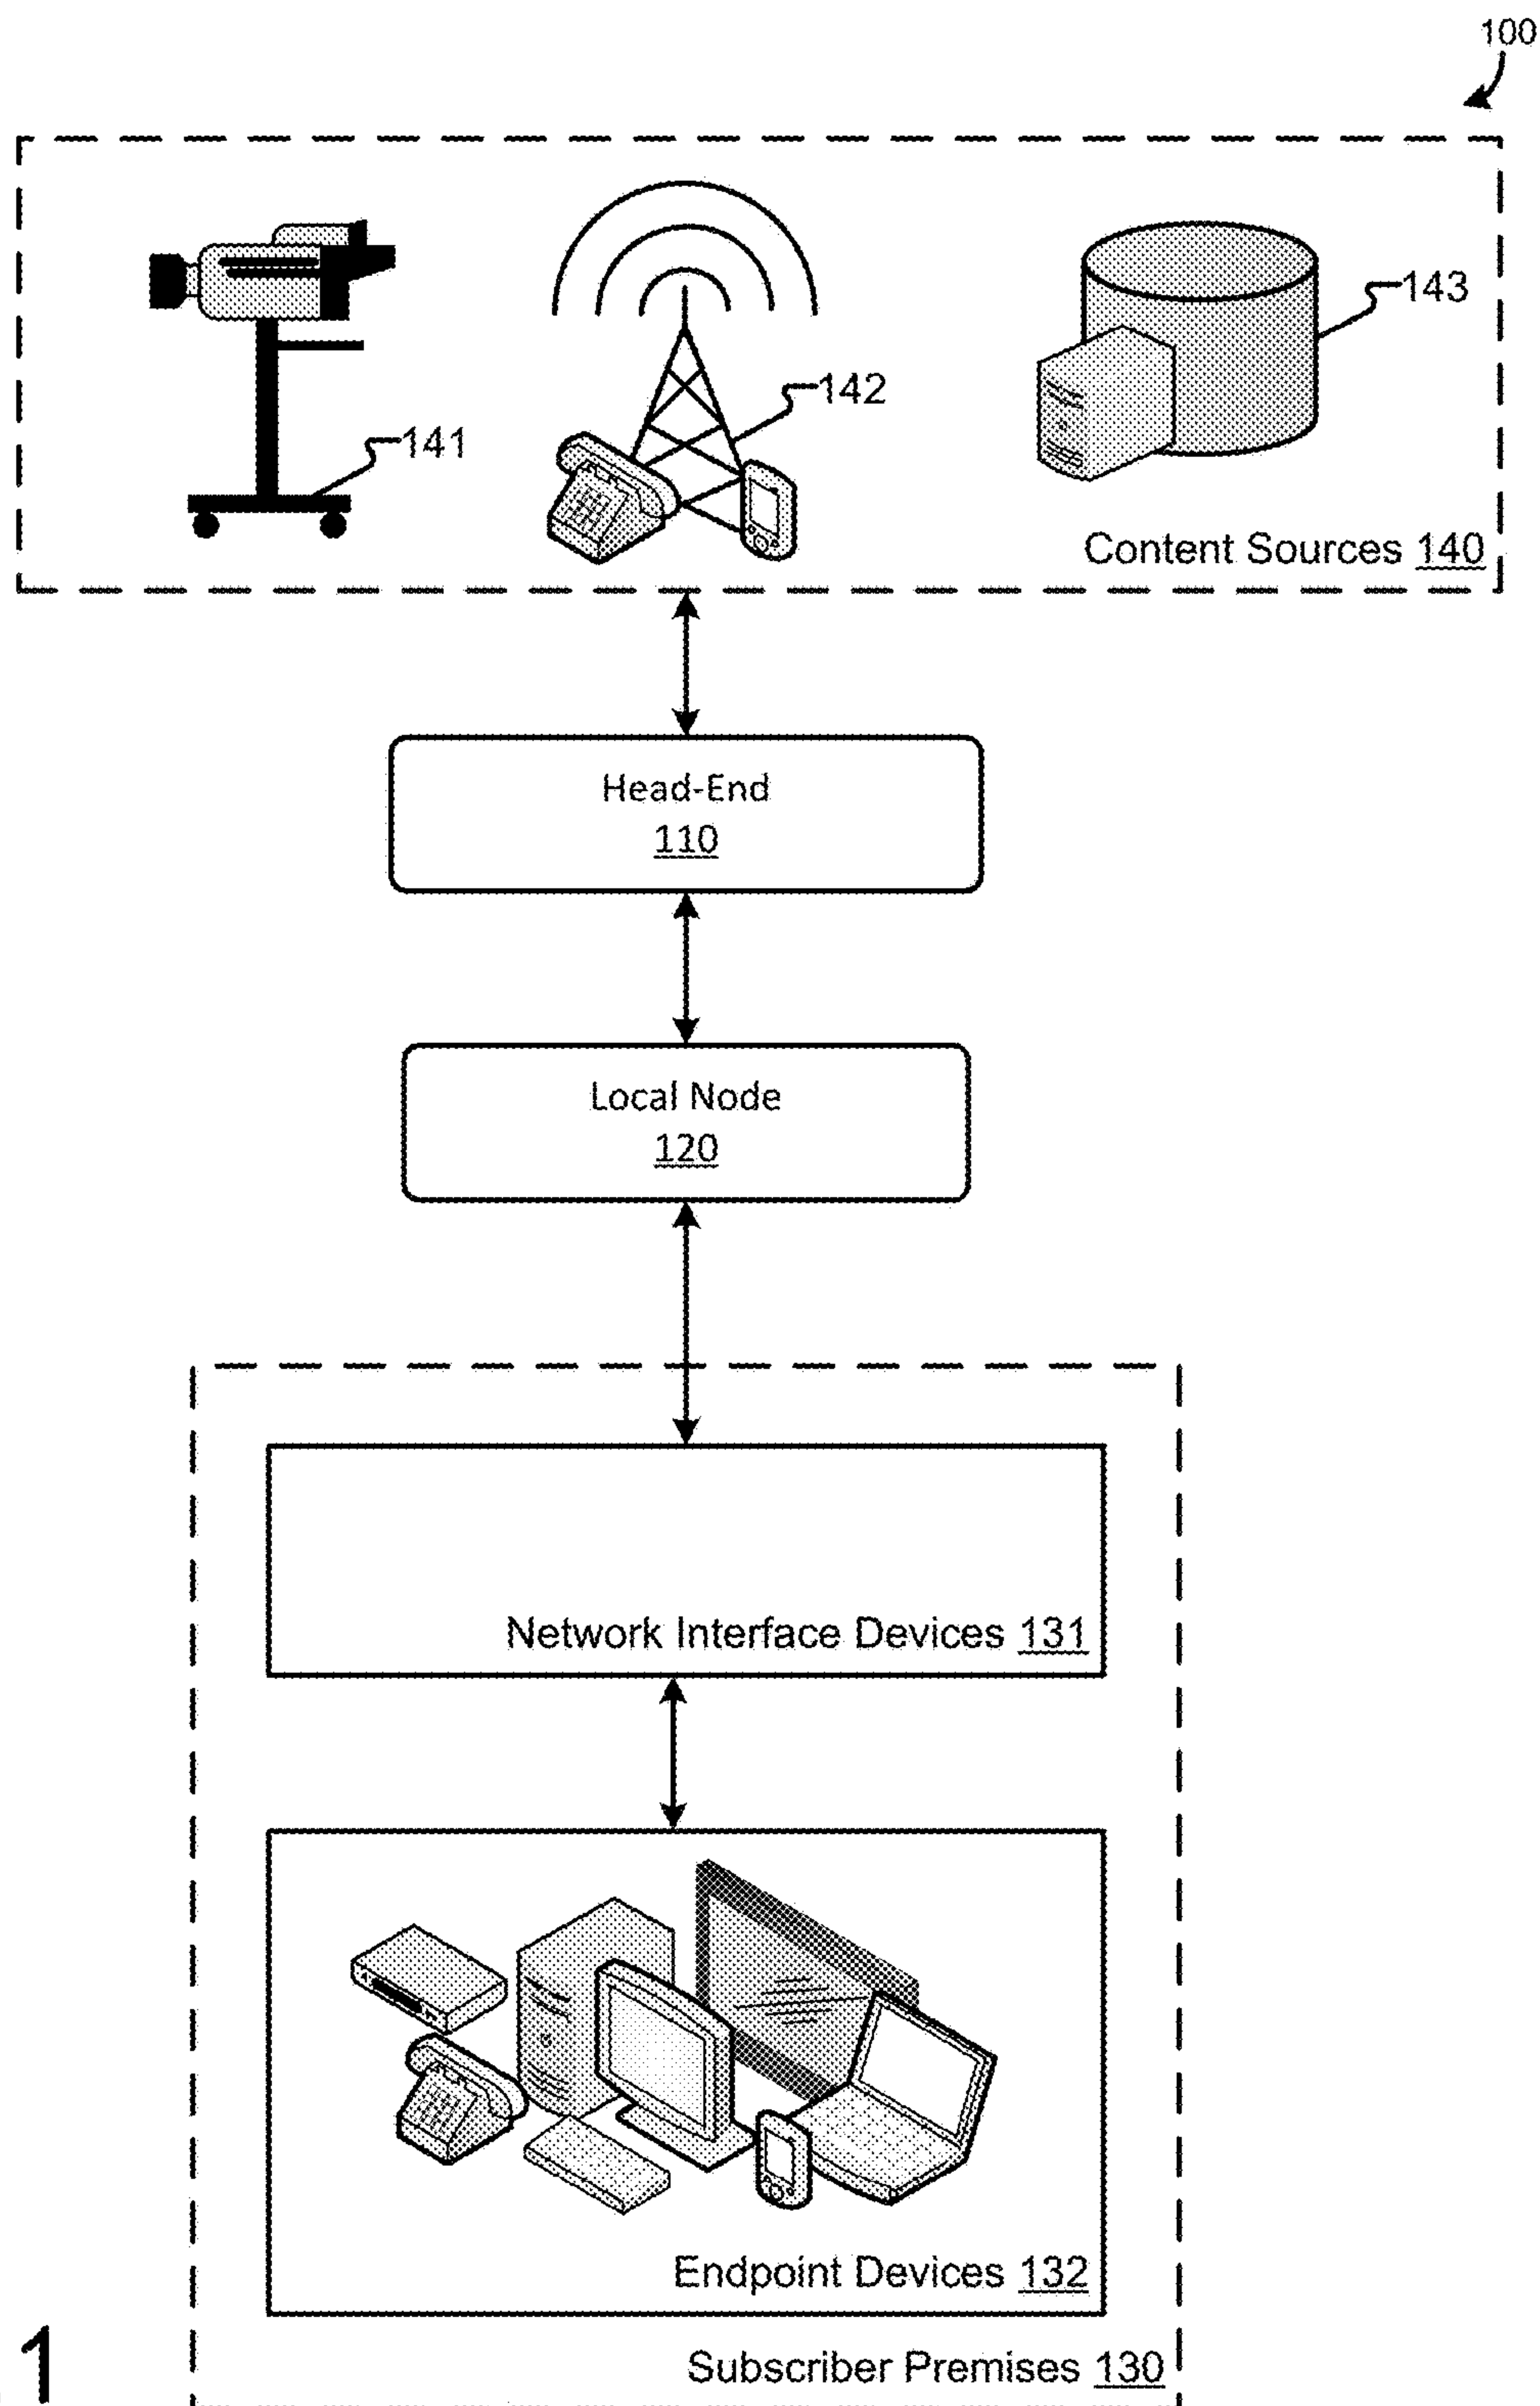 100
143
142
141
Content Sources 140
Head-End
110
Local Node
120
Network Interface Devices 131
Endpoint Devices 132
Subscriber Premises 130
1